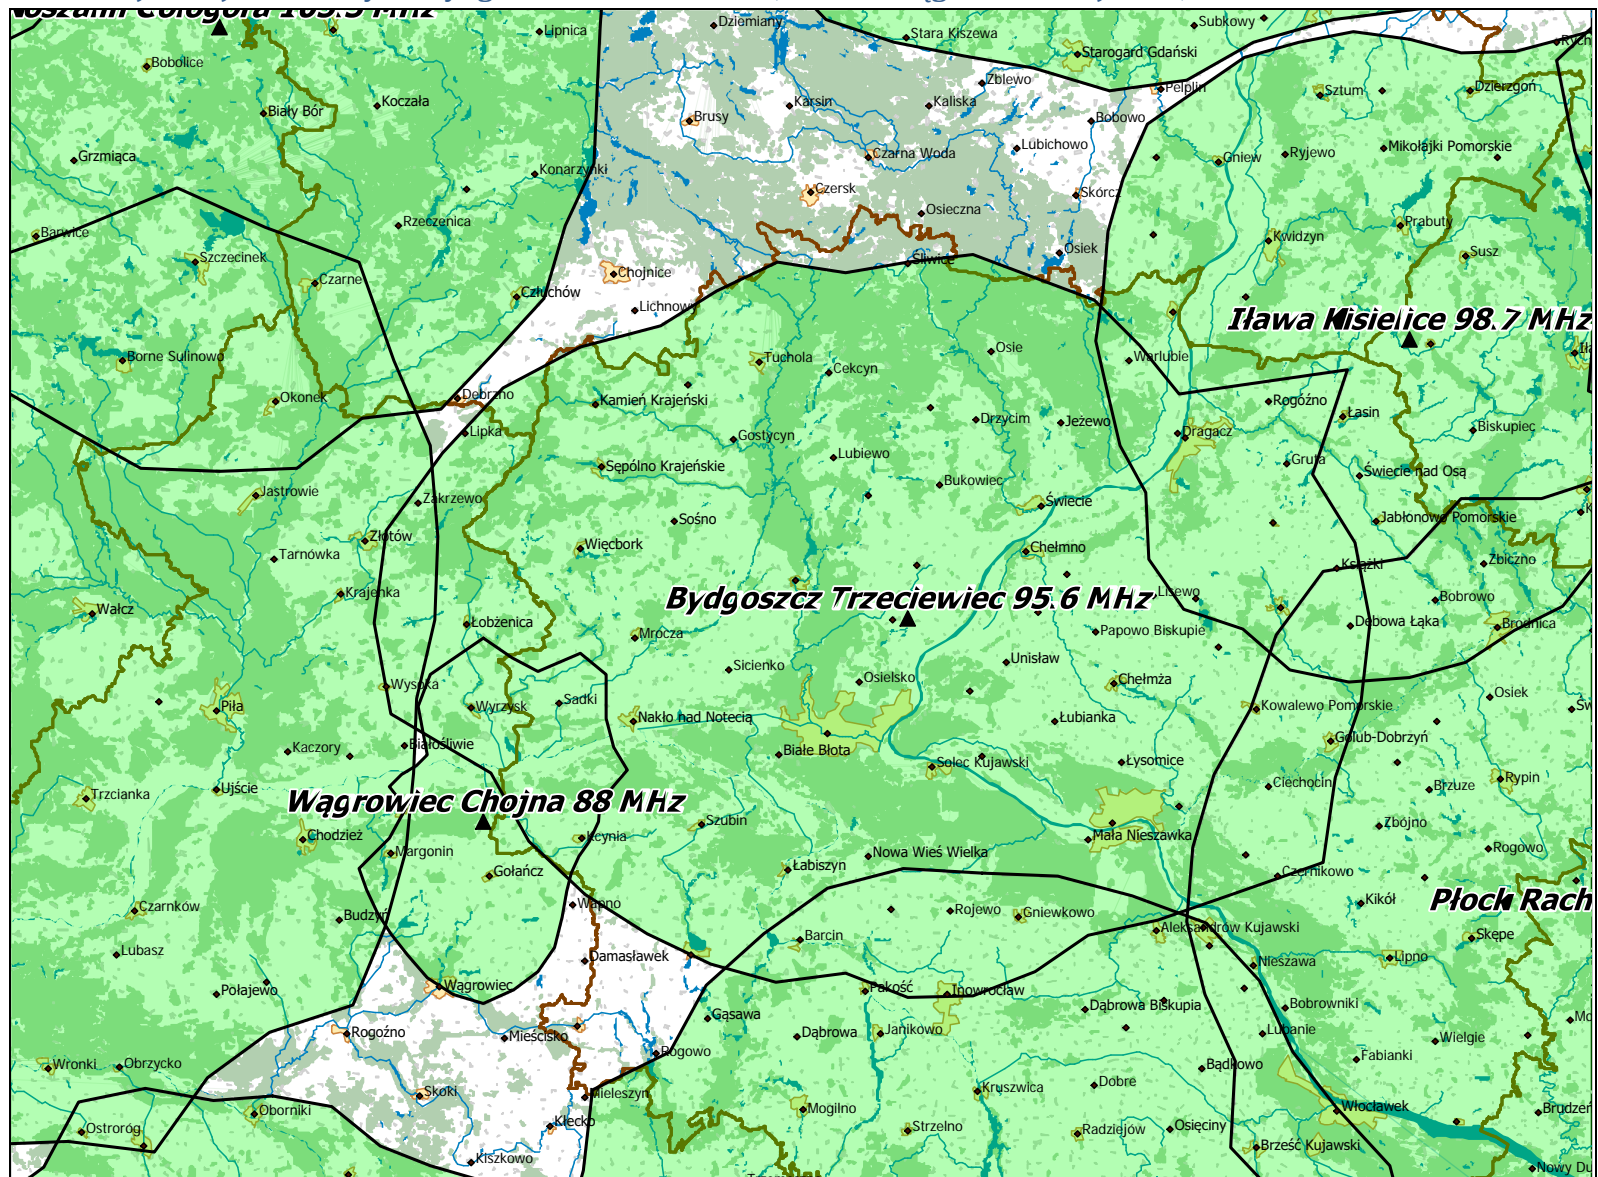 Dziemiany
Lipnica
Subkowy
Stara Kiszewa
Starogard Gdański
Bobolice
Zblewo
Pelplin
Sztum
Dzierzgoń
Koczała
Karsin
Kaliska
Biały Bór
Brusy
Bobowo
Lubichowo
Mikołajki Pomorskie
Grzmiąca
Czarna Woda
Gniew
Ryjewo
Konarzynki
Czersk
Skórcz
Osieczna
Rzeczenica
Prabuty
Barwice
Kwidzyn
Osiek
Susz
Szczecinek
Śliwice
Chojnice
Czarne
Człuchów
Lichnowy
Iława Kisielice 98.7 MHz
Borne Sulinowo
Tuchola
Osie
Warlubie
Cekcyn
Okonek
Debrzno
Kamień Krajeński
Rogoźno
Łasin
Drzycim
Jeżewo
Lipka
Gostycyn
Dragacz
Biskupiec
Lubiewo
Gruta
Sępólno Krajeńskie
Świecie nad Osą
Bukowiec
Jastrowie
Zakrzewo
Świecie
Sośno
Jabłonowo Pomorskie
Złotów
Więcbork
Chełmno
Tarnówka
Zbiczno
Książki
Krajenka
Bydgoszcz Trzeciewiec 95.6 MHz
Lisewo
Bobrowo
Wałcz
Łobżenica
Mrocza
Papowo Biskupie
Dębowa Łąka
Brodnica
Unisław
Sicienko
Osielsko
Chełmża
Wysoka
Sadki
Osiek
Piła
Wyrzysk
Nakło nad Notecią
Łubianka
Kowalewo Pomorskie
Kaczory
Białośliwie
Białe Błota
Golub-Dobrzyń
Solec Kujawski
Łysomice
Rypin
Trzcianka
Ujście
Ciechocin
Brzuze
Wągrowiec Chojna 88 MHz
Chodzież
Kcynia
Szubin
Mała Nieszawka
Zbójno
Margonin
Nowa Wieś Wielka
Rogowo
Gołańcz
Łabiszyn
Czernikowo
Płock Rach
Czarnków
Budzyń
Wapno
Rojewo
Gniewkowo
Kikół
Aleksandrów Kujawski
Barcin
Skępe
Lubasz
Damasławek
Lipno
Nieszawa
Połajewo
Wągrowiec
Pakość
Inowrocław
Dąbrowa Biskupia
Bobrowniki
Gąsawa
Rogoźno
Mieścisko
Dąbrowa
Janikowo
Lubanie
Wielgie
Rogowo
Fabianki
Wronki
Obrzycko
Bądkowo
Skoki
Mieleszyn
Kruszwica
Dobre
Oborniki
Mogilno
Włocławek
Ostroróg
Kłecko
Strzelno
Radziejów
Osięciny
Kiszkowo
Brześć Kujawski